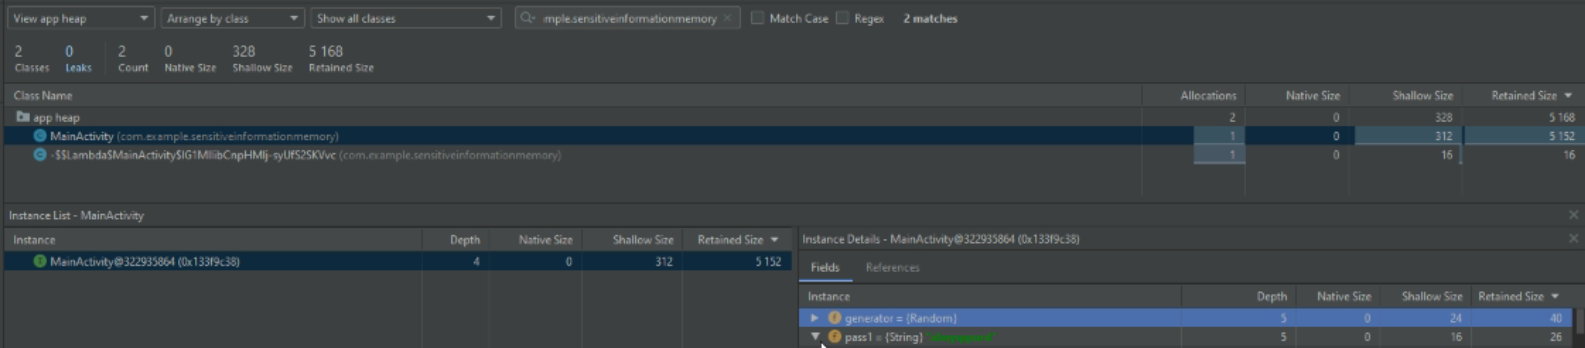 View app heap Arrange by class Show all classes mple.sensitiveinformationmemory Match Case Regex 2 matches
2 0 2 0 328 5 168
Classes Leaks Count Native Size Shallow Size Retained Size
Class Name Allocations Native Size Shallow Size Retained Size
app heap 2 0 328 5 168
MainActivity (com.example.sensitiveinformationmemory) 1 0 312 5 152
(com.example.sensitiveinformationmemory) 1 0 16 16
Instance List - MainActivity
Instance Depth Native Size Shallow Size Retained Size
MainActivity@322935864 (0x133f9c38) 4 0 312 5 152
Instance Details - MainActivity@322935864 (0x133f9c38)
Fields References
Instance Depth Native Size Shallow Size Retained Size
generator = {Random} 5 0 24 40
pass1 = {String} 5 0 16 26